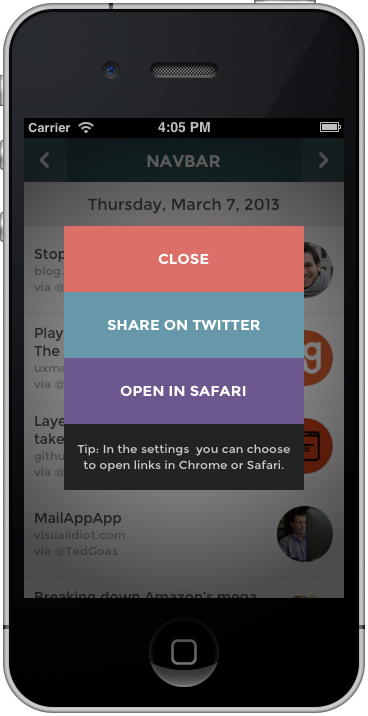 Carrier 4:05 PM
NAVBAR
Thursday, March 7, 2013
Stop
blog.
via @
CLOSE
SHARE ON TWITTER
OPEN IN SAFARI
Tip: In the settings you can choose
to open links in Chrome or Safari.
Play
The
uxma
via @
g
Laye
take
githu
via @
MailAppApp
visualidiot.com
via @TedGoas
Breaking down Amazon's mega